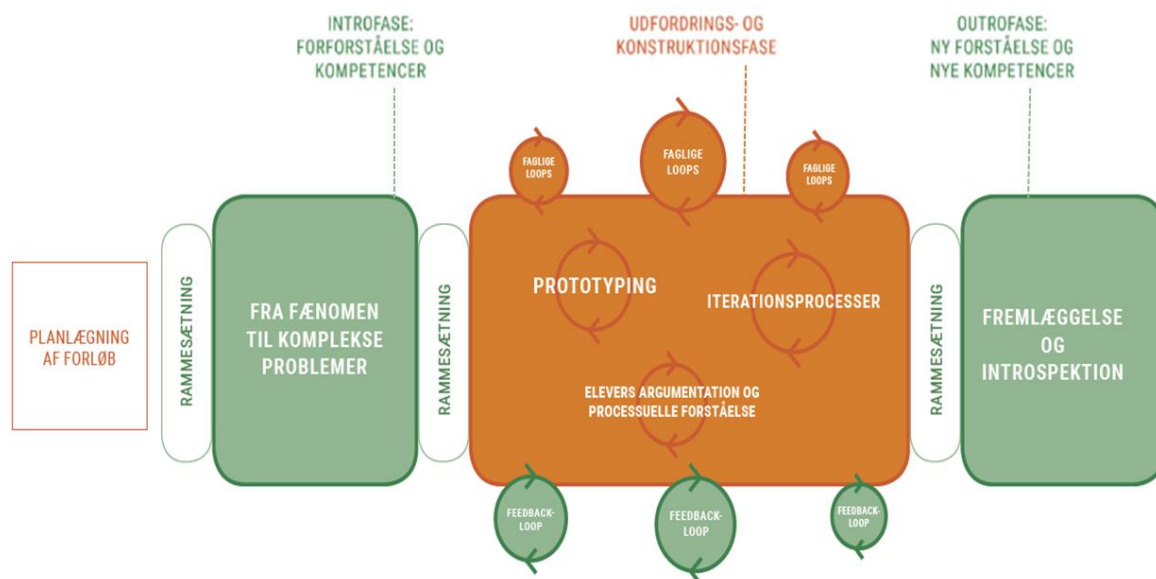 INTROFASE:
FORFORSTÅELSE OG
KOMPETENCER
UDFORDRINGS- OG
KONSTRUKTIONSFASE
OUTROFASE:
NY FORSTÅELSE OG
NYE KOMPETENCER
FAGLIGE
LOOPS
FAGLIGE
LOOPS
FAGLIGE
LOOPS
PLANLÆGNING
AF FORLØB
RAMMESÆTNING
FRA FÆNOMEN
TIL KOMPLEKSE
PROBLEMER
RAMMESÆTNING
PROTOTYPING
ITERATIONSPROCESSER
ELEVERS ARGUMENTATION OG
PROCESSUELLE FORSTÅELSE
RAMMESÆTNING
FREMLÆGGELSE
OG
INTROSPEKTION
FEEDBACK-
LOOP
FEEDBACK-
LOOP
FEEDBACK-
LOOP